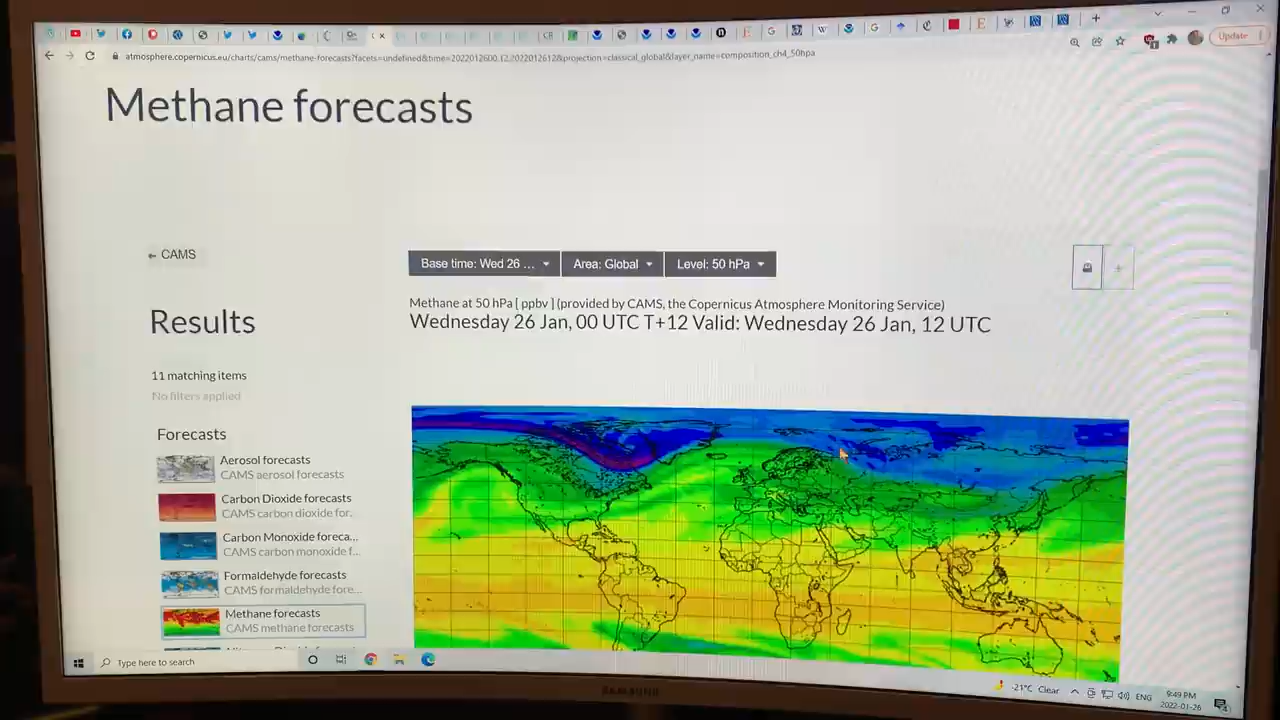 Update
atmosphere.copernicus.eu/charts/cams/methane-forecasts?facets=undefined&time=2022012600,12,2022012612&projection=classical_global&layer_name=composition_ch4_50hpa
Methane forecasts
← CAMS
Base time: Wed 26 ...
Area: Global
Level: 50 hPa
Methane at 50 hPa [ ppbv ] (provided by CAMS, the Copernicus Atmosphere Monitoring Service)
Wednesday 26 Jan, 00 UTC T+12 Valid: Wednesday 26 Jan, 12 UTC
Results
11 matching items
No filters applied
Forecasts
Aerosol forecasts
CAMS aerosol forecasts
Carbon Dioxide forecasts
CAMS carbon dioxide for.
Carbon Monoxide foreca...
CAMS carbon monoxide f...
Formaldehyde forecasts
CAMS formaldehyde fore...
Methane forecasts
CAMS methane forecasts
Type here to search
-21°C Clear
ENG
9:49 PM
2022-01-26
SAMSUNG